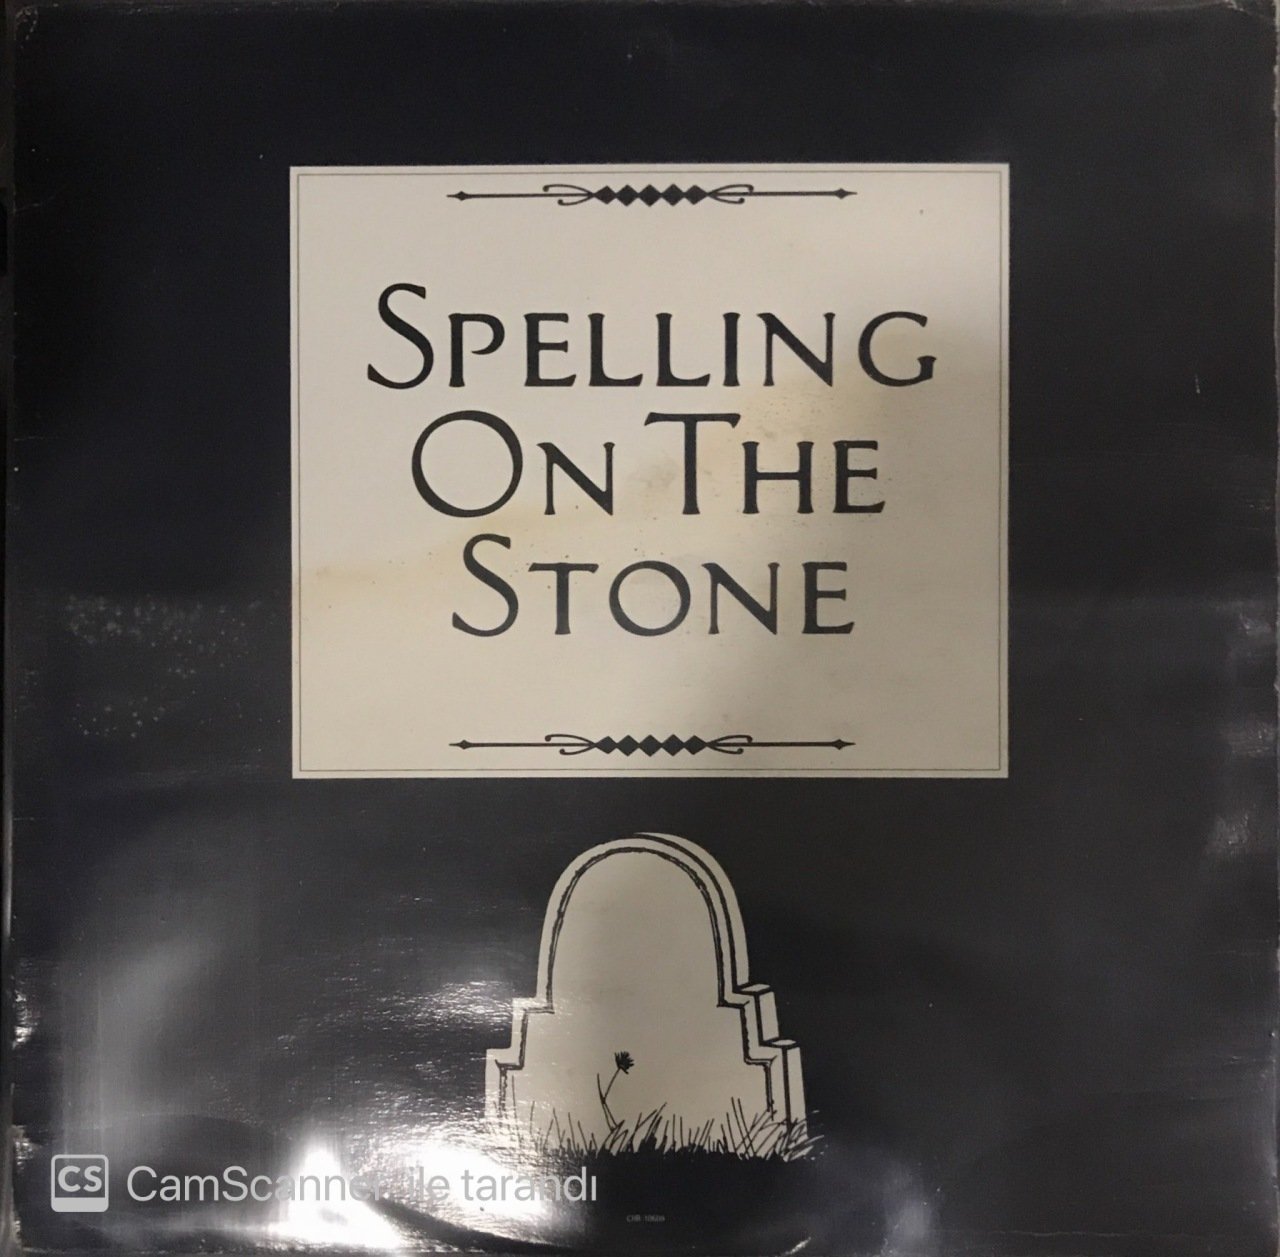 SPELLING
ON THE
STONE
CS CamScanner ile tarandı